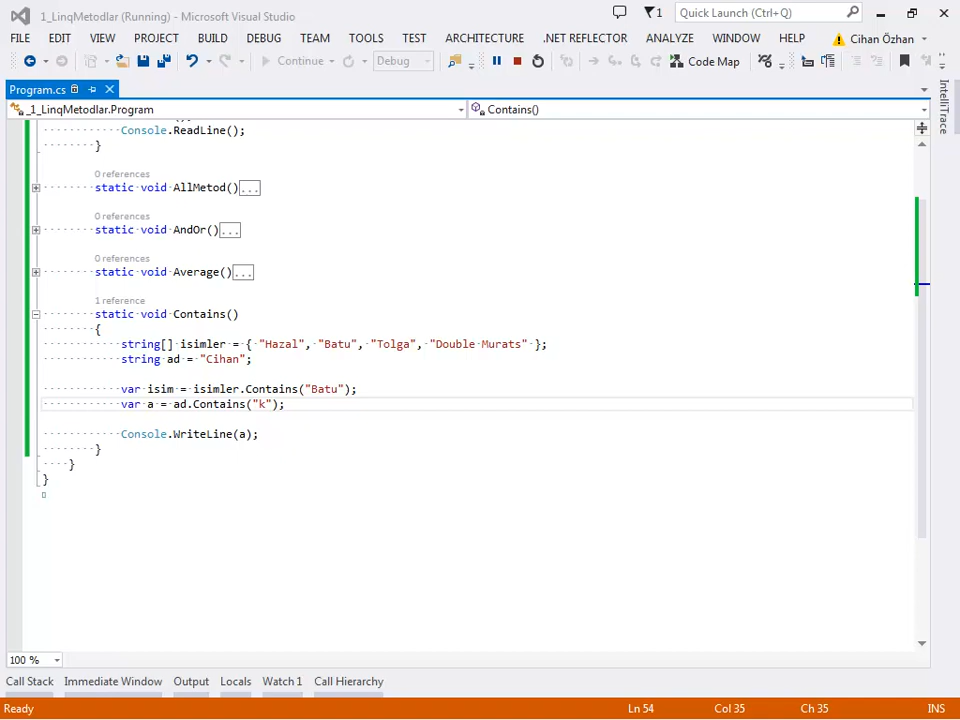 1_LinqMetodlar (Running) - Microsoft Visual Studio
1
Quick Launch (Ctrl+Q)
FILE EDIT VIEW PROJECT BUILD DEBUG TEAM TOOLS TEST ARCHITECTURE .NET REFLECTOR ANALYZE WINDOW HELP Cihan Özhan
Continue Debug Code Map
Program.cs
_1_LinqMetodlar.Program Contains()
IntelliTrace
Console.ReadLine();
}
0 references
static void AllMetod()...
0 references
static void AndOr()...
0 references
static void Average()...
1 reference
static void Contains()
{
string[] isimler = { "Hazal", "Batu", "Tolga", "Double Murats" };
string ad = "Cihan";
var isim = isimler.Contains("Batu");
var a = ad.Contains("k");
Console.WriteLine(a);
}
}
}
100 %
Call Stack Immediate Window Output Locals Watch 1 Call Hierarchy
Ready Ln 54 Col 35 Ch 35 INS